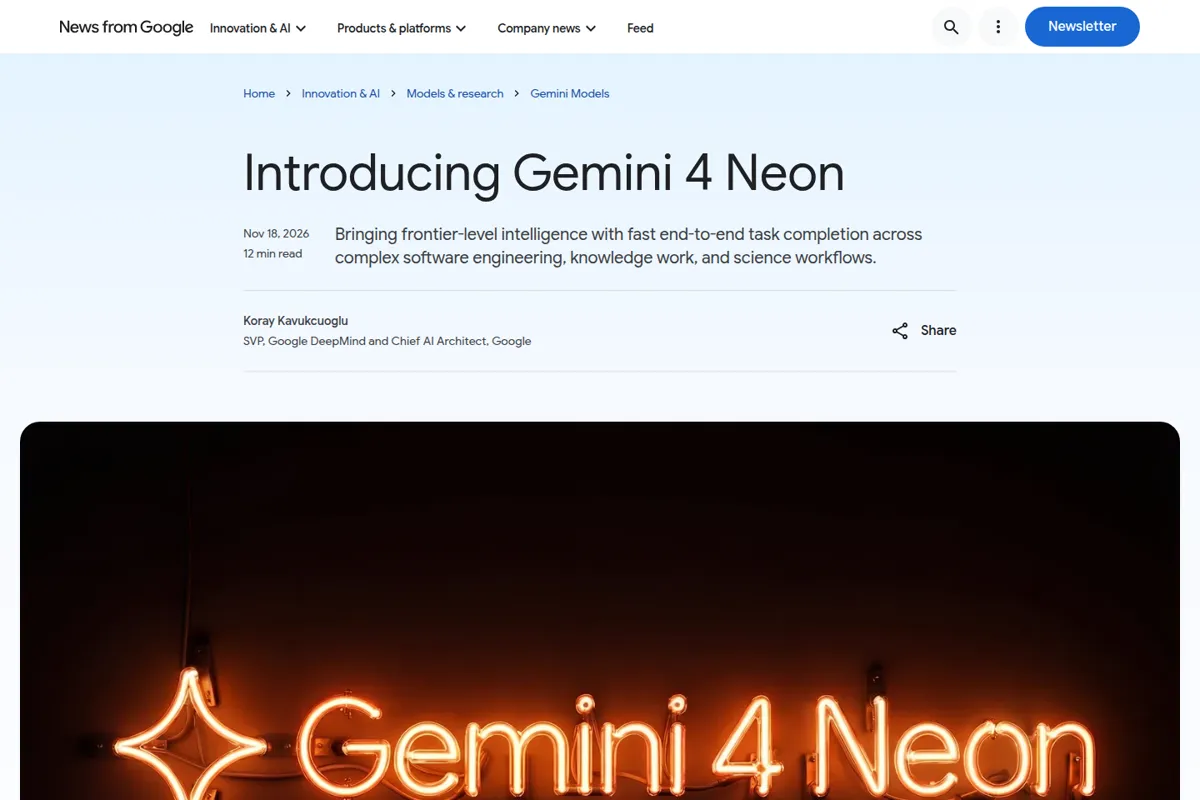 News from Google
Innovation & AI
Products & platforms
Company news
Feed
Newsletter
Home
Innovation & AI
Models & research
Gemini Models
Introducing Gemini 4 Neon
Nov 18, 2026
12 min read
Bringing frontier-level intelligence with fast end-to-end task completion across
complex software engineering, knowledge work, and science workflows.
Koray Kavukcuoglu
SVP, Google DeepMind and Chief AI Architect, Google
Share
Gemini 4 Neon